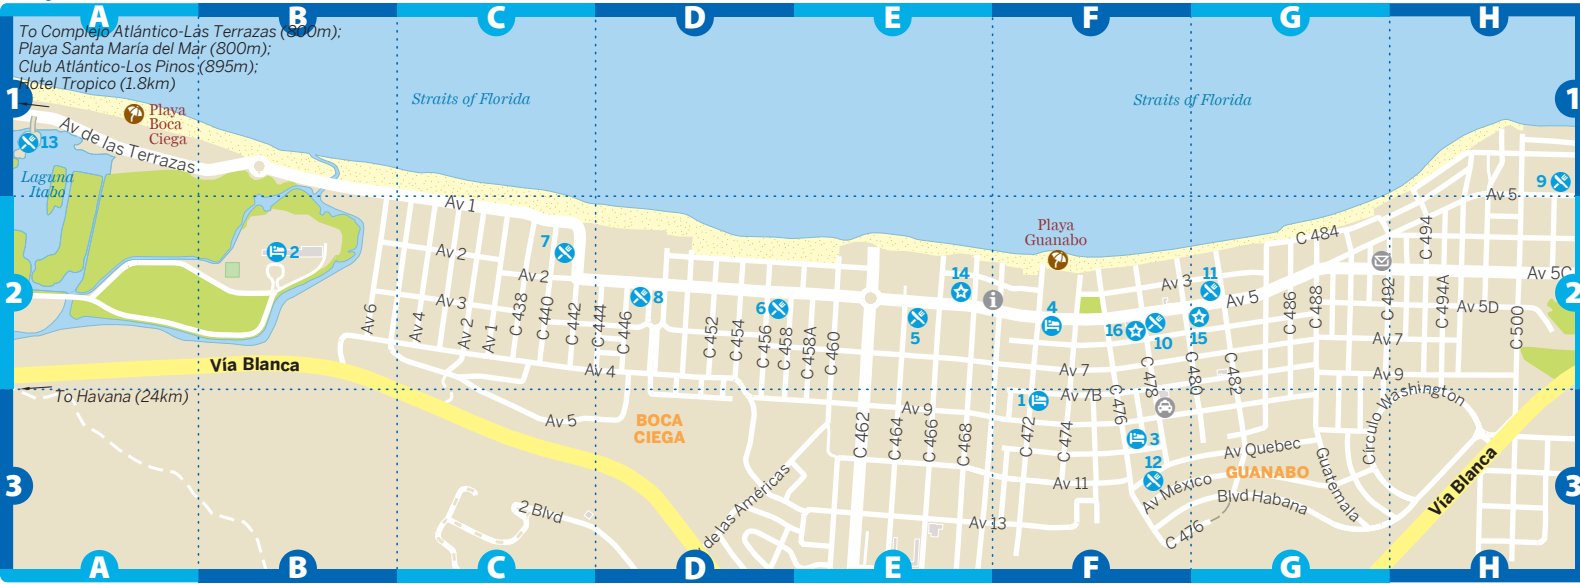 A
B
C
D
E
F
G
H
To Complejo Atlántico-Las Terrazas (800m);
Playa Santa María del Mar (800m);
Club Atlántico-Los Pinos (895m);
Hotel Tropico (1.8km)
1
1
Straits of Florida
Straits of Florida
Playa
Boca
Ciega
Av de las Terrazas
13
Laguna
Itabo
9
Av 5
Av 1
2
7
Av 2
Av 2
Playa
Guanabo
C 484
C 494
2
2
8
6
5
14
4
16
10
11
15
Av 3
Av 5
Av 5C
Av 5D
Av 3
Av 6
Av 4
Av 2
Av 1
C 438
C 440
C 442
C 444
C 446
C 452
C 454
C 456
C 458
C 458A
C 460
C 486
C 488
C 492
C 494A
C 500
Av 7
Av 7
Vía Blanca
Av 4
Av 9
C 478
C 480
C 482
To Havana (24km)
1
Av 7B
C 476
Círculo Washington
Av 5
BOCA
CIEGA
Av 9
C 462
C 464
C 466
C 468
C 472
C 474
3
12
Av Quebec
GUANABO
Guatemala
3
3
Av 11
Av México
Blvd Habana
Vía Blanca
2 Blvd
de las Américas
Av 13
C 476
A
B
C
D
E
F
G
H